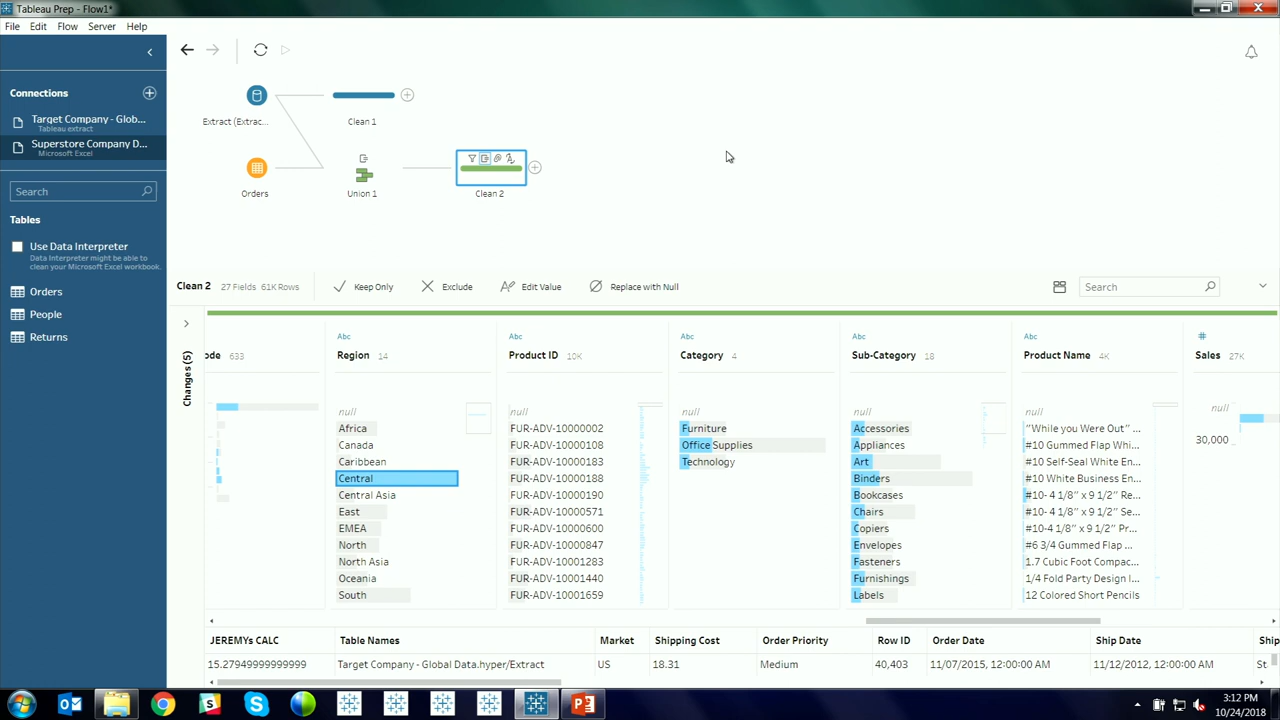 Tableau Prep - Flow1*
File Edit Flow Server Help
Connections
Target Company - Glob...
Tableau extract
Superstore Company D...
Microsoft Excel
Search
Tables
Use Data Interpreter
Data Interpreter might be able to
clean your Microsoft Excel workbook.
Orders
People
Returns
Extract (Extrac...
Clean 1
Orders
Union 1
Clean 2
Clean 2 27 Fields 61K Rows Keep Only Exclude Edit Value Replace with Null Search
Changes (5)
Abc Abc Abc Abc Abc #
ode 633 Region 14 Product ID 10K Category 4 Sub-Category 18 Product Name 4K Sales 27K
null null null null null null
Africa FUR-ADV-10000002 Furniture Accessories "While you Were Out" ...
Canada FUR-ADV-10000108 Office Supplies Appliances #10 Gummed Flap Whi... 30,000
Caribbean FUR-ADV-10000183 Technology Art #10 Self-Seal White En...
Central FUR-ADV-10000188 Binders #10 White Business En...
Central Asia FUR-ADV-10000190 Bookcases #10- 4 1/8" x 9 1/2" Re...
East FUR-ADV-10000571 Chairs #10- 4 1/8" x 9 1/2" Se...
EMEA FUR-ADV-10000600 Copiers #10-4 1/8" x 9 1/2" Pr...
North FUR-ADV-10000847 Envelopes #6 3/4 Gummed Flap ...
North Asia FUR-ADV-10001283 Fasteners 1.7 Cubic Foot Compac...
Oceania FUR-ADV-10001440 Furnishings 1/4 Fold Party Design I...
South FUR-ADV-10001659 Labels 12 Colored Short Pencils
JEREMYs CALC Table Names Market Shipping Cost Order Priority Row ID Order Date Ship Date Ship
15.27949999999999 Target Company - Global Data.hyper/Extract US 18.31 Medium 40,403 11/07/2015, 12:00:00 AM 11/12/2012, 12:00:00 AM St
3:12 PM
10/24/2018